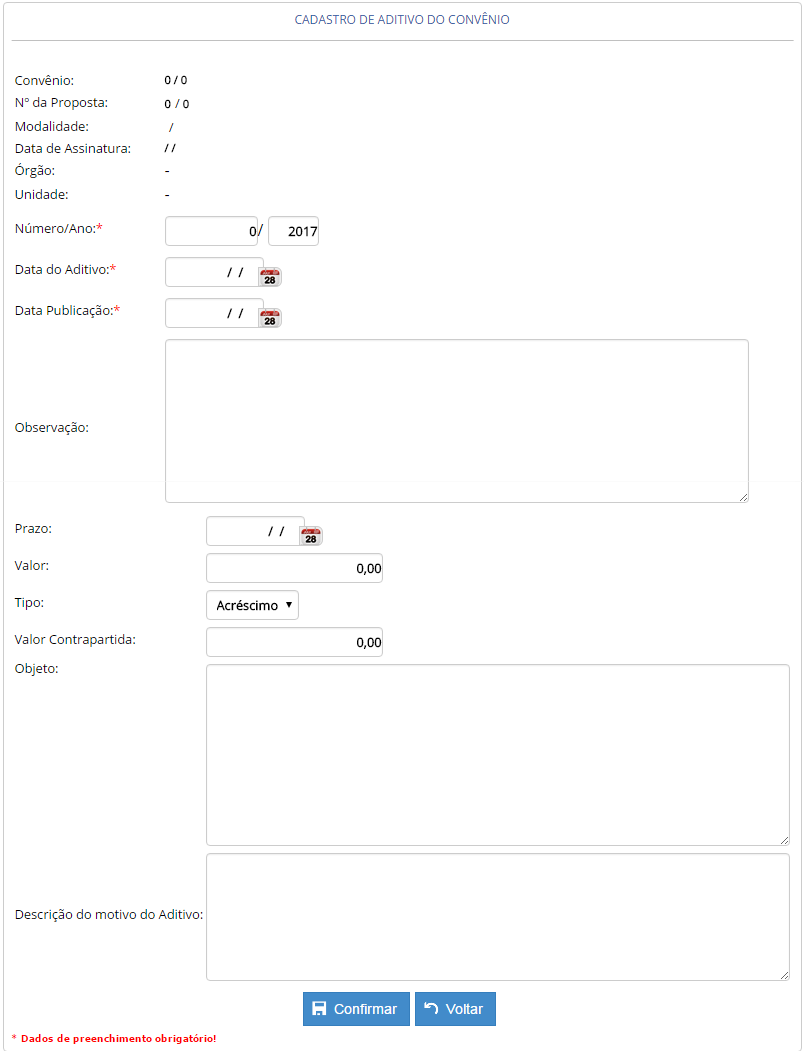 CADASTRO DE ADITIVO DO CONVÊNIO
Convênio: 0 / 0
Nº da Proposta: 0 / 0
Modalidade: /
Data de Assinatura: / /
Órgão: -
Unidade: -
Número/Ano:* 0/ 2017
Data do Aditivo:* / / 28
Data Publicação:* / / 28
Observação:
Prazo: / / 28
Valor: 0,00
Tipo: Acréscimo
Valor Contrapartida: 0,00
Objeto:
Descrição do motivo do Aditivo:
Confirmar Voltar
* Dados de preenchimento obrigatório!